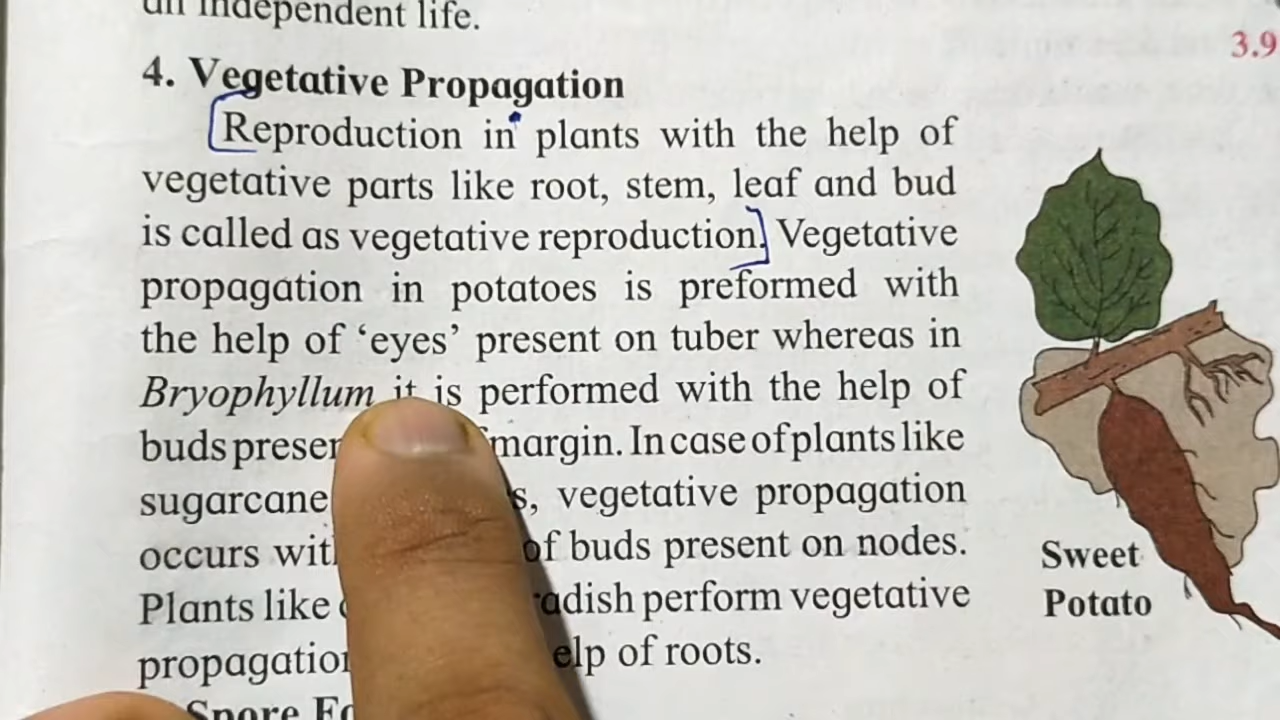 an independent life.
3.9
4. Vegetative Propagation
Reproduction in plants with the help of
vegetative parts like root, stem, leaf and bud
is called as vegetative reproduction. Vegetative
propagation in potatoes is preformed with
the help of ‘eyes’ present on tuber whereas in
Bryophyllum it is performed with the help of
buds margin. In case of plants like
sugarcane vegetative propagation
occurs of buds present on nodes.
Plants like perform vegetative
of roots.
Sweet
Potato